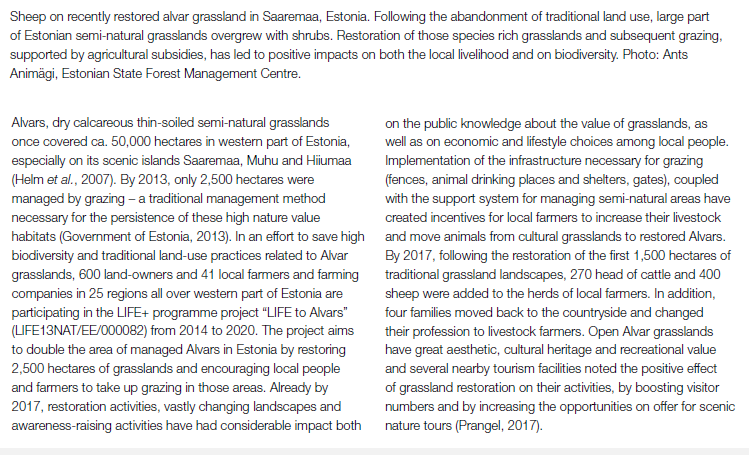 Sheep on recently restored alvar grassland in Saaremaa, Estonia. Following the abandonment of traditional land use, large part
of Estonian semi-natural grasslands overgrew with shrubs. Restoration of those species rich grasslands and subsequent grazing,
supported by agricultural subsidies, has led to positive impacts on both the local livelihood and on biodiversity. Photo: Ants
Animägi, Estonian State Forest Management Centre.
Alvars, dry calcareous thin-soiled semi-natural grasslands
once covered ca. 50,000 hectares in western part of Estonia,
especially on its scenic islands Saaremaa, Muhu and Hiiumaa
(Helm et al., 2007). By 2013, only 2,500 hectares were
managed by grazing – a traditional management method
necessary for the persistence of these high nature value
habitats (Government of Estonia, 2013). In an effort to save high
biodiversity and traditional land-use practices related to Alvar
grasslands, 600 land-owners and 41 local farmers and farming
companies in 25 regions all over western part of Estonia are
participating in the LIFE+ programme project “LIFE to Alvars”
(LIFE13NAT/EE/000082) from 2014 to 2020. The project aims
to double the area of managed Alvars in Estonia by restoring
2,500 hectares of grasslands and encouraging local people
and farmers to take up grazing in those areas. Already by
2017, restoration activities, vastly changing landscapes and
awareness-raising activities have had considerable impact both
on the public knowledge about the value of grasslands, as
well as on economic and lifestyle choices among local people.
Implementation of the infrastructure necessary for grazing
(fences, animal drinking places and shelters, gates), coupled
with the support system for managing semi-natural areas have
created incentives for local farmers to increase their livestock
and move animals from cultural grasslands to restored Alvars.
By 2017, following the restoration of the first 1,500 hectares of
traditional grassland landscapes, 270 head of cattle and 400
sheep were added to the herds of local farmers. In addition,
four families moved back to the countryside and changed
their profession to livestock farmers. Open Alvar grasslands
have great aesthetic, cultural heritage and recreational value
and several nearby tourism facilities noted the positive effect
of grassland restoration on their activities, by boosting visitor
numbers and by increasing the opportunities on offer for scenic
nature tours (Prangel, 2017).